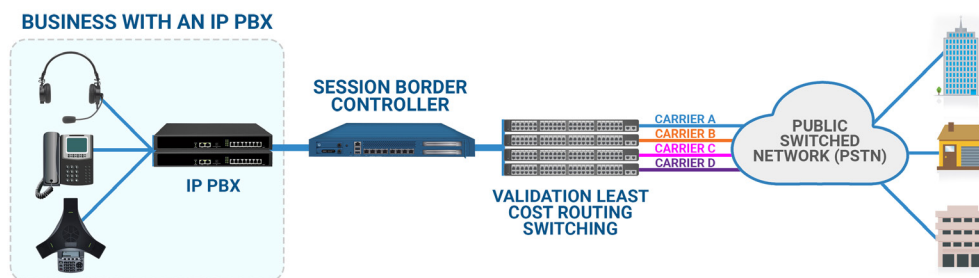 BUSINESS WITH AN IP PBX
IP PBX
SESSION BORDER
CONTROLLER
VALIDATION LEAST
COST ROUTING
SWITCHING
CARRIER A
CARRIER B
CARRIER C
CARRIER D
PUBLIC
SWITCHED
NETWORK (PSTN)